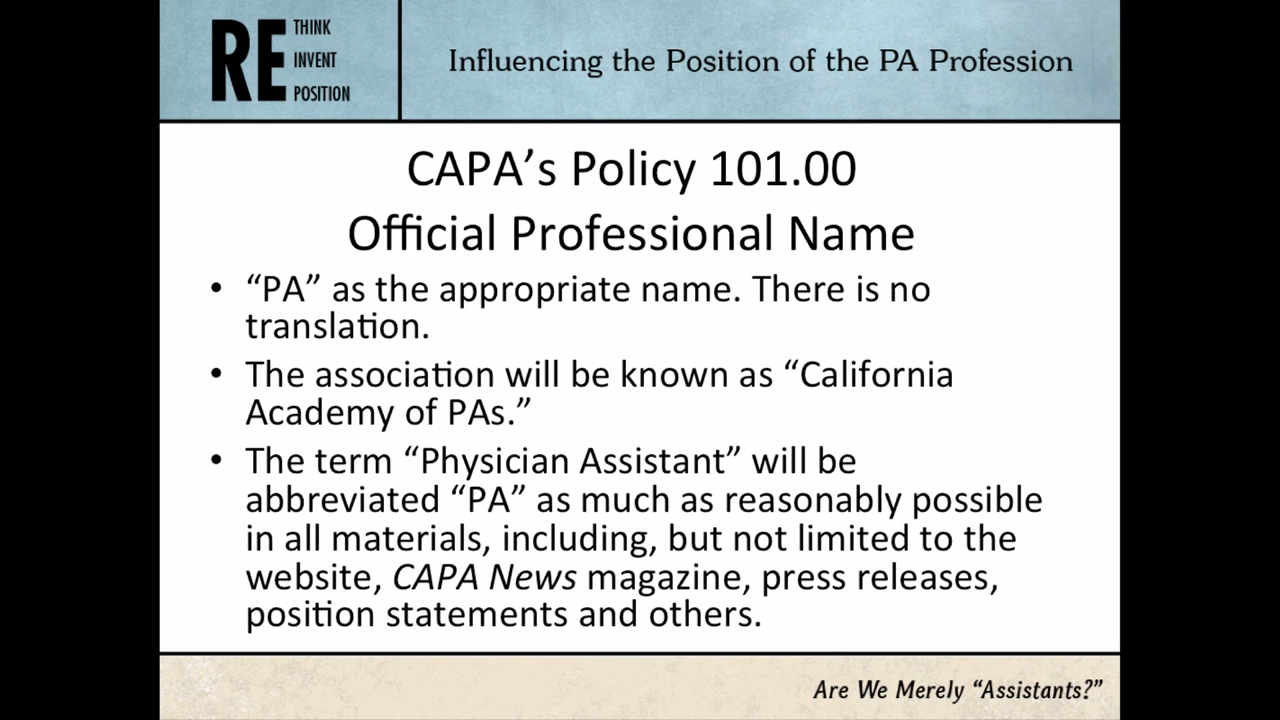 RE THINK
INVENT
POSITION
Influencing the Position of the PA Profession
CAPA’s Policy 101.00
Official Professional Name
• “PA” as the appropriate name. There is no
translation.
• The association will be known as “California
Academy of PAs.”
• The term “Physician Assistant” will be
abbreviated “PA” as much as reasonably possible
in all materials, including, but not limited to the
website, CAPA News magazine, press releases,
position statements and others.
Are We Merely “Assistants?”